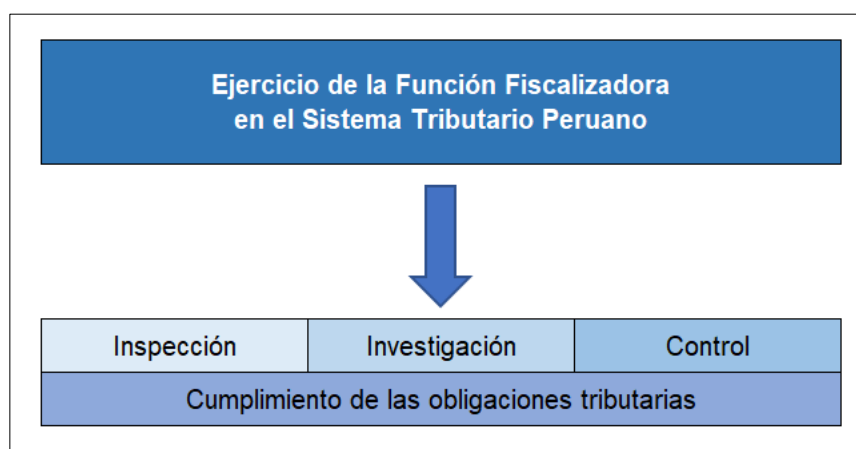 Ejercicio de la Función Fiscalizadora
en el Sistema Tributario Peruano
Inspección
Investigación
Control
Cumplimiento de las obligaciones tributarias